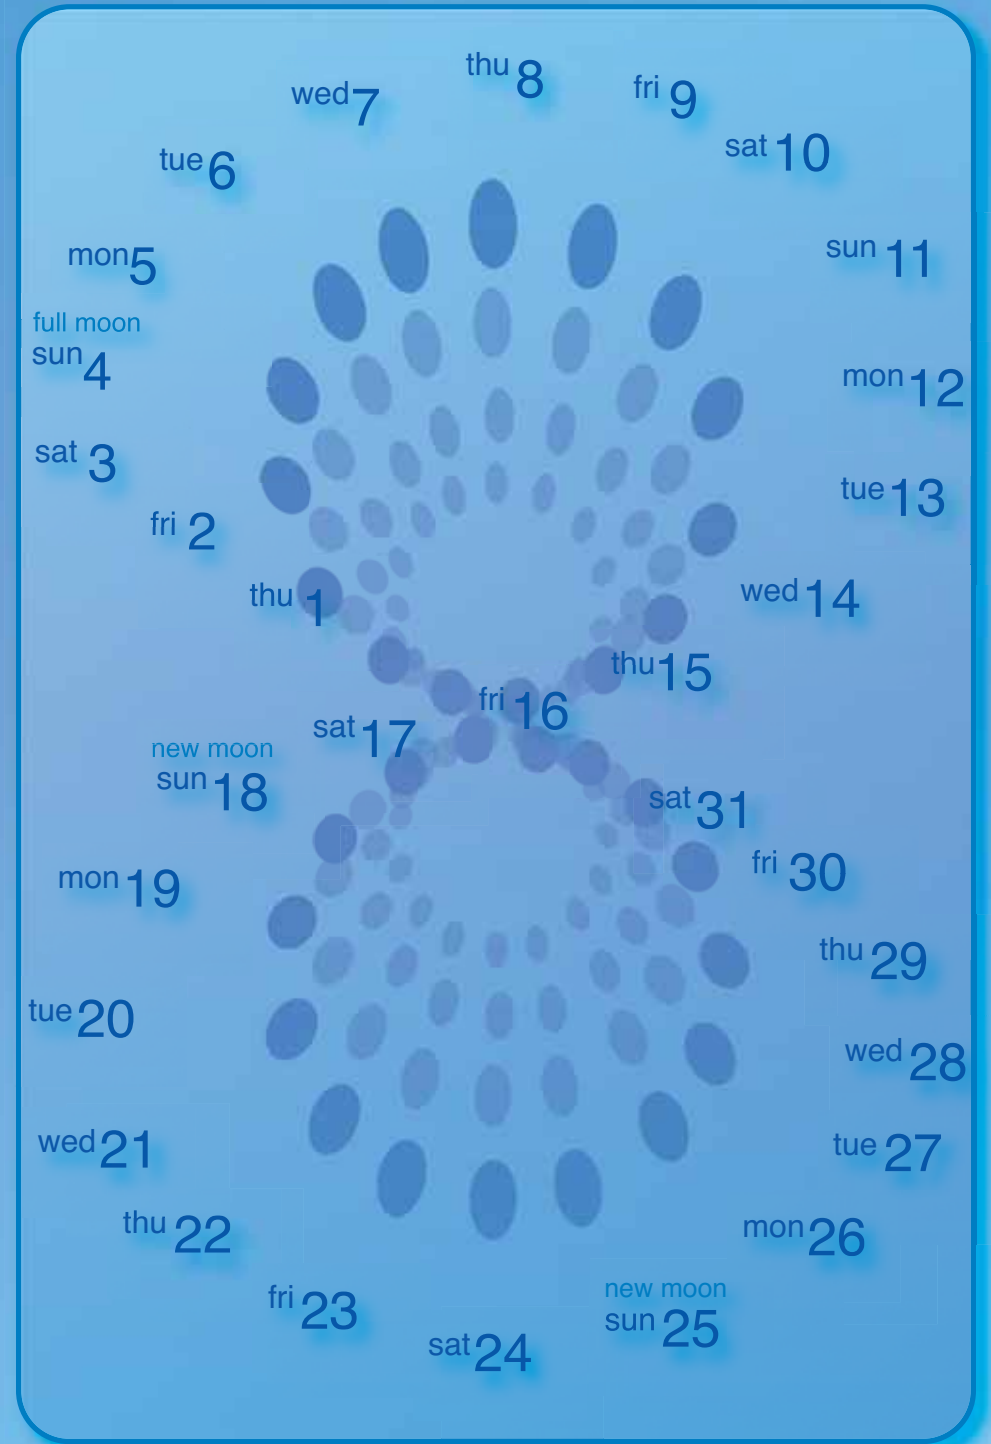 thu 1
fri 2
sat 3
full moon
sun 4
mon 5
tue 6
wed 7
thu 8
fri 9
sat 10
sun 11
mon 12
tue 13
wed 14
thu 15
fri 16
sat 17
new moon
sun 18
mon 19
tue 20
wed 21
thu 22
fri 23
sat 24
new moon
sun 25
mon 26
tue 27
wed 28
thu 29
fri 30
sat 31